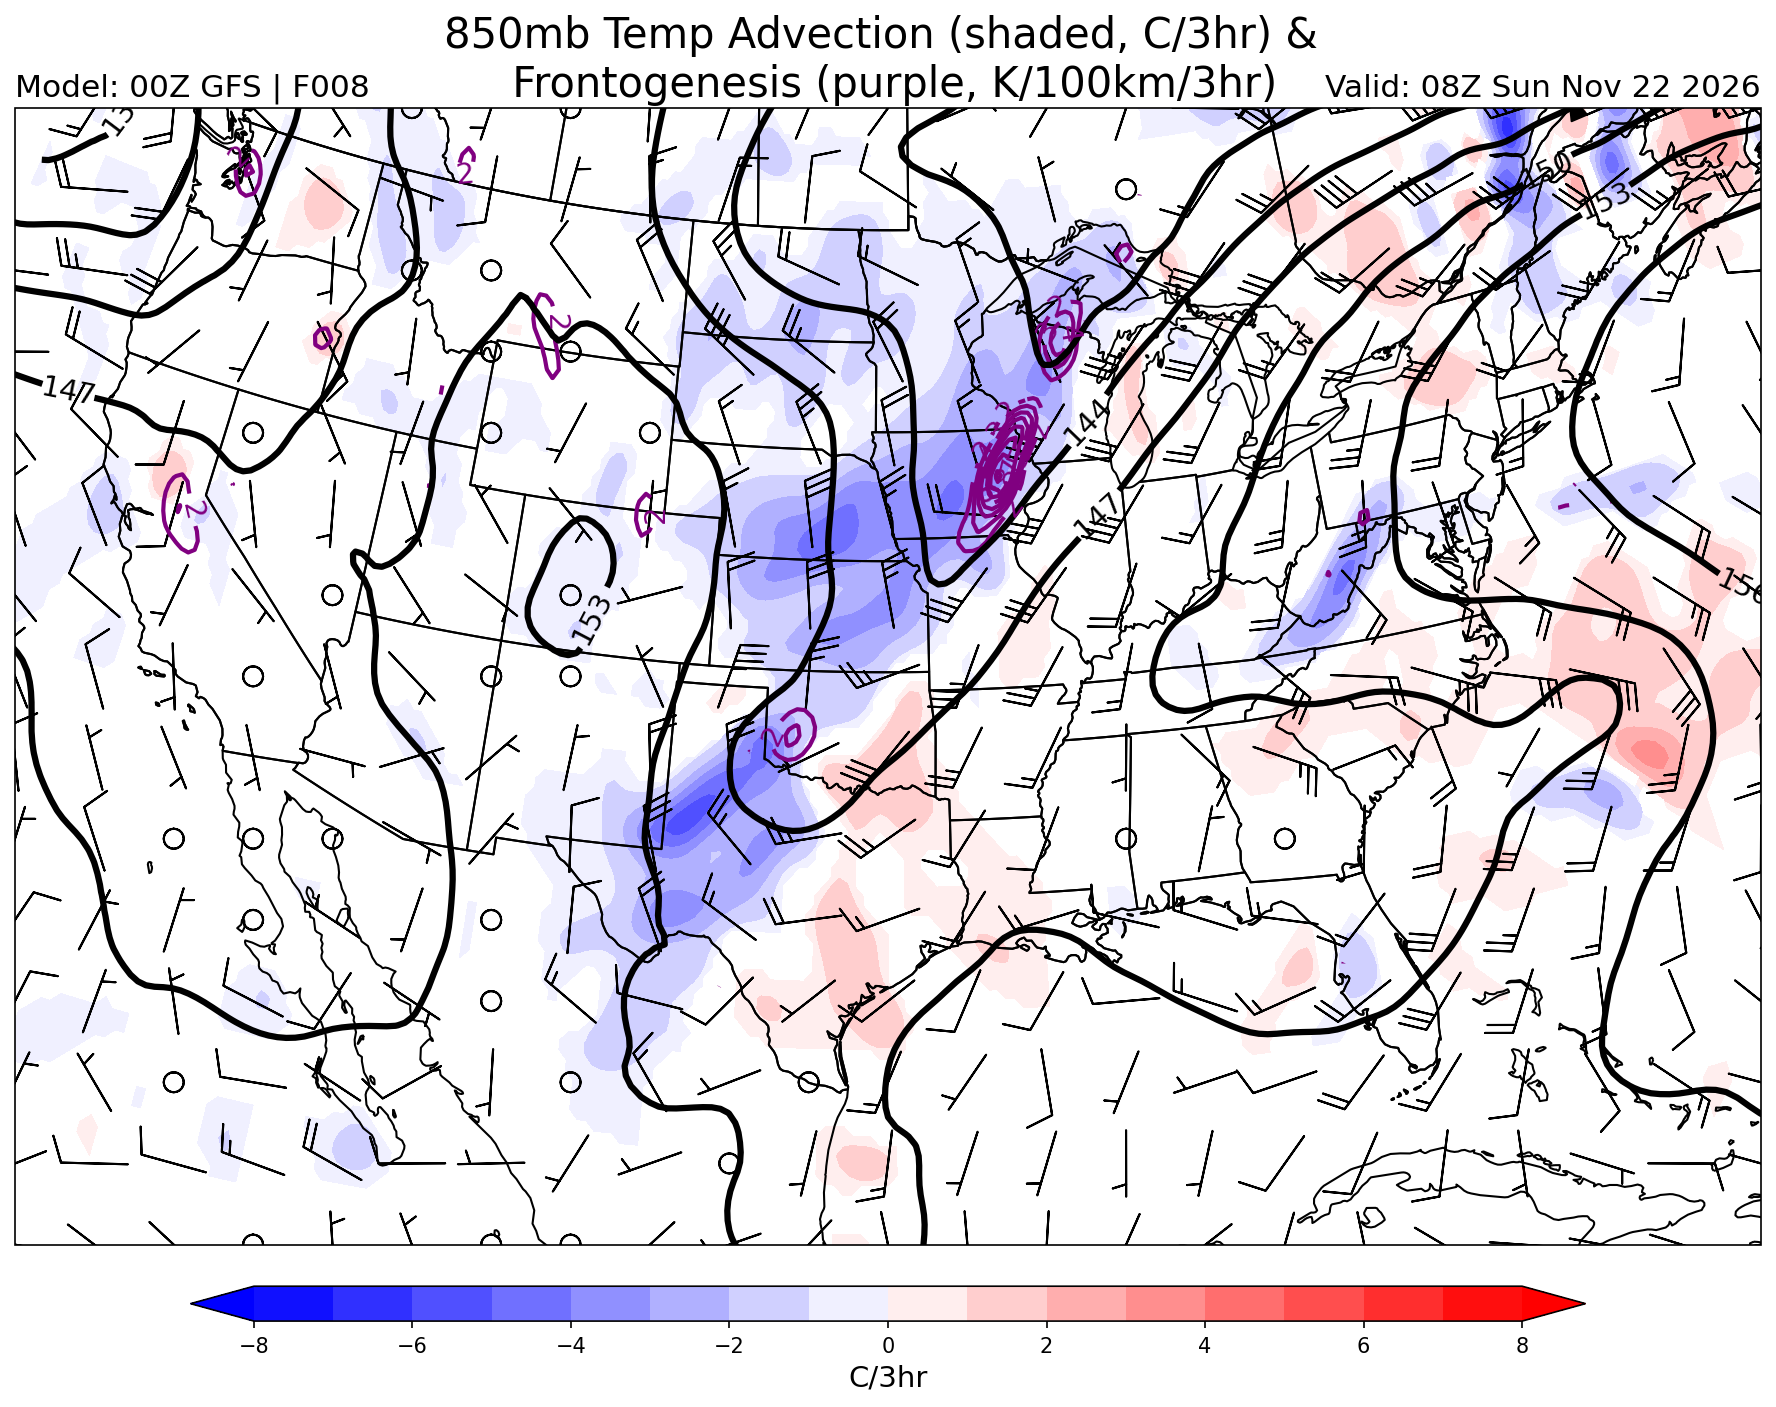 850mb Temp Advection (shaded, C/3hr) &
Frontogenesis (purple, K/100km/3hr)
Model: 00Z GFS | F008
Valid: 08Z Sun Nov 22 2026
150
153
147
144
147
153
156
2
2
2
2
2
−8 −6 −4 −2 0 2 4 6 8
C/3hr